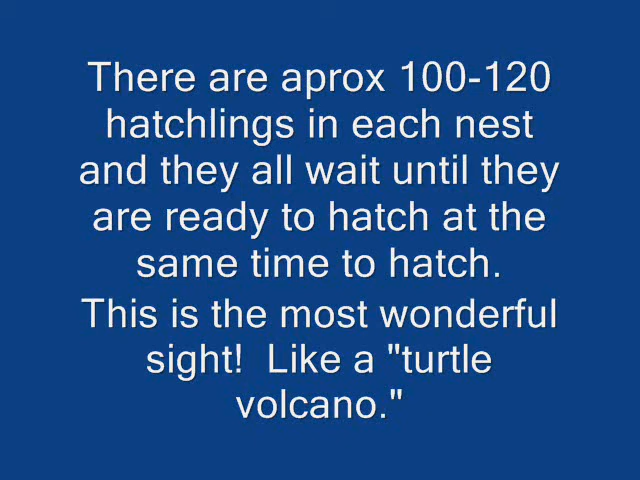 There are aprox 100-120
hatchlings in each nest
and they all wait until they
are ready to hatch at the
same time to hatch.
This is the most wonderful
sight!  Like a "turtle
volcano."